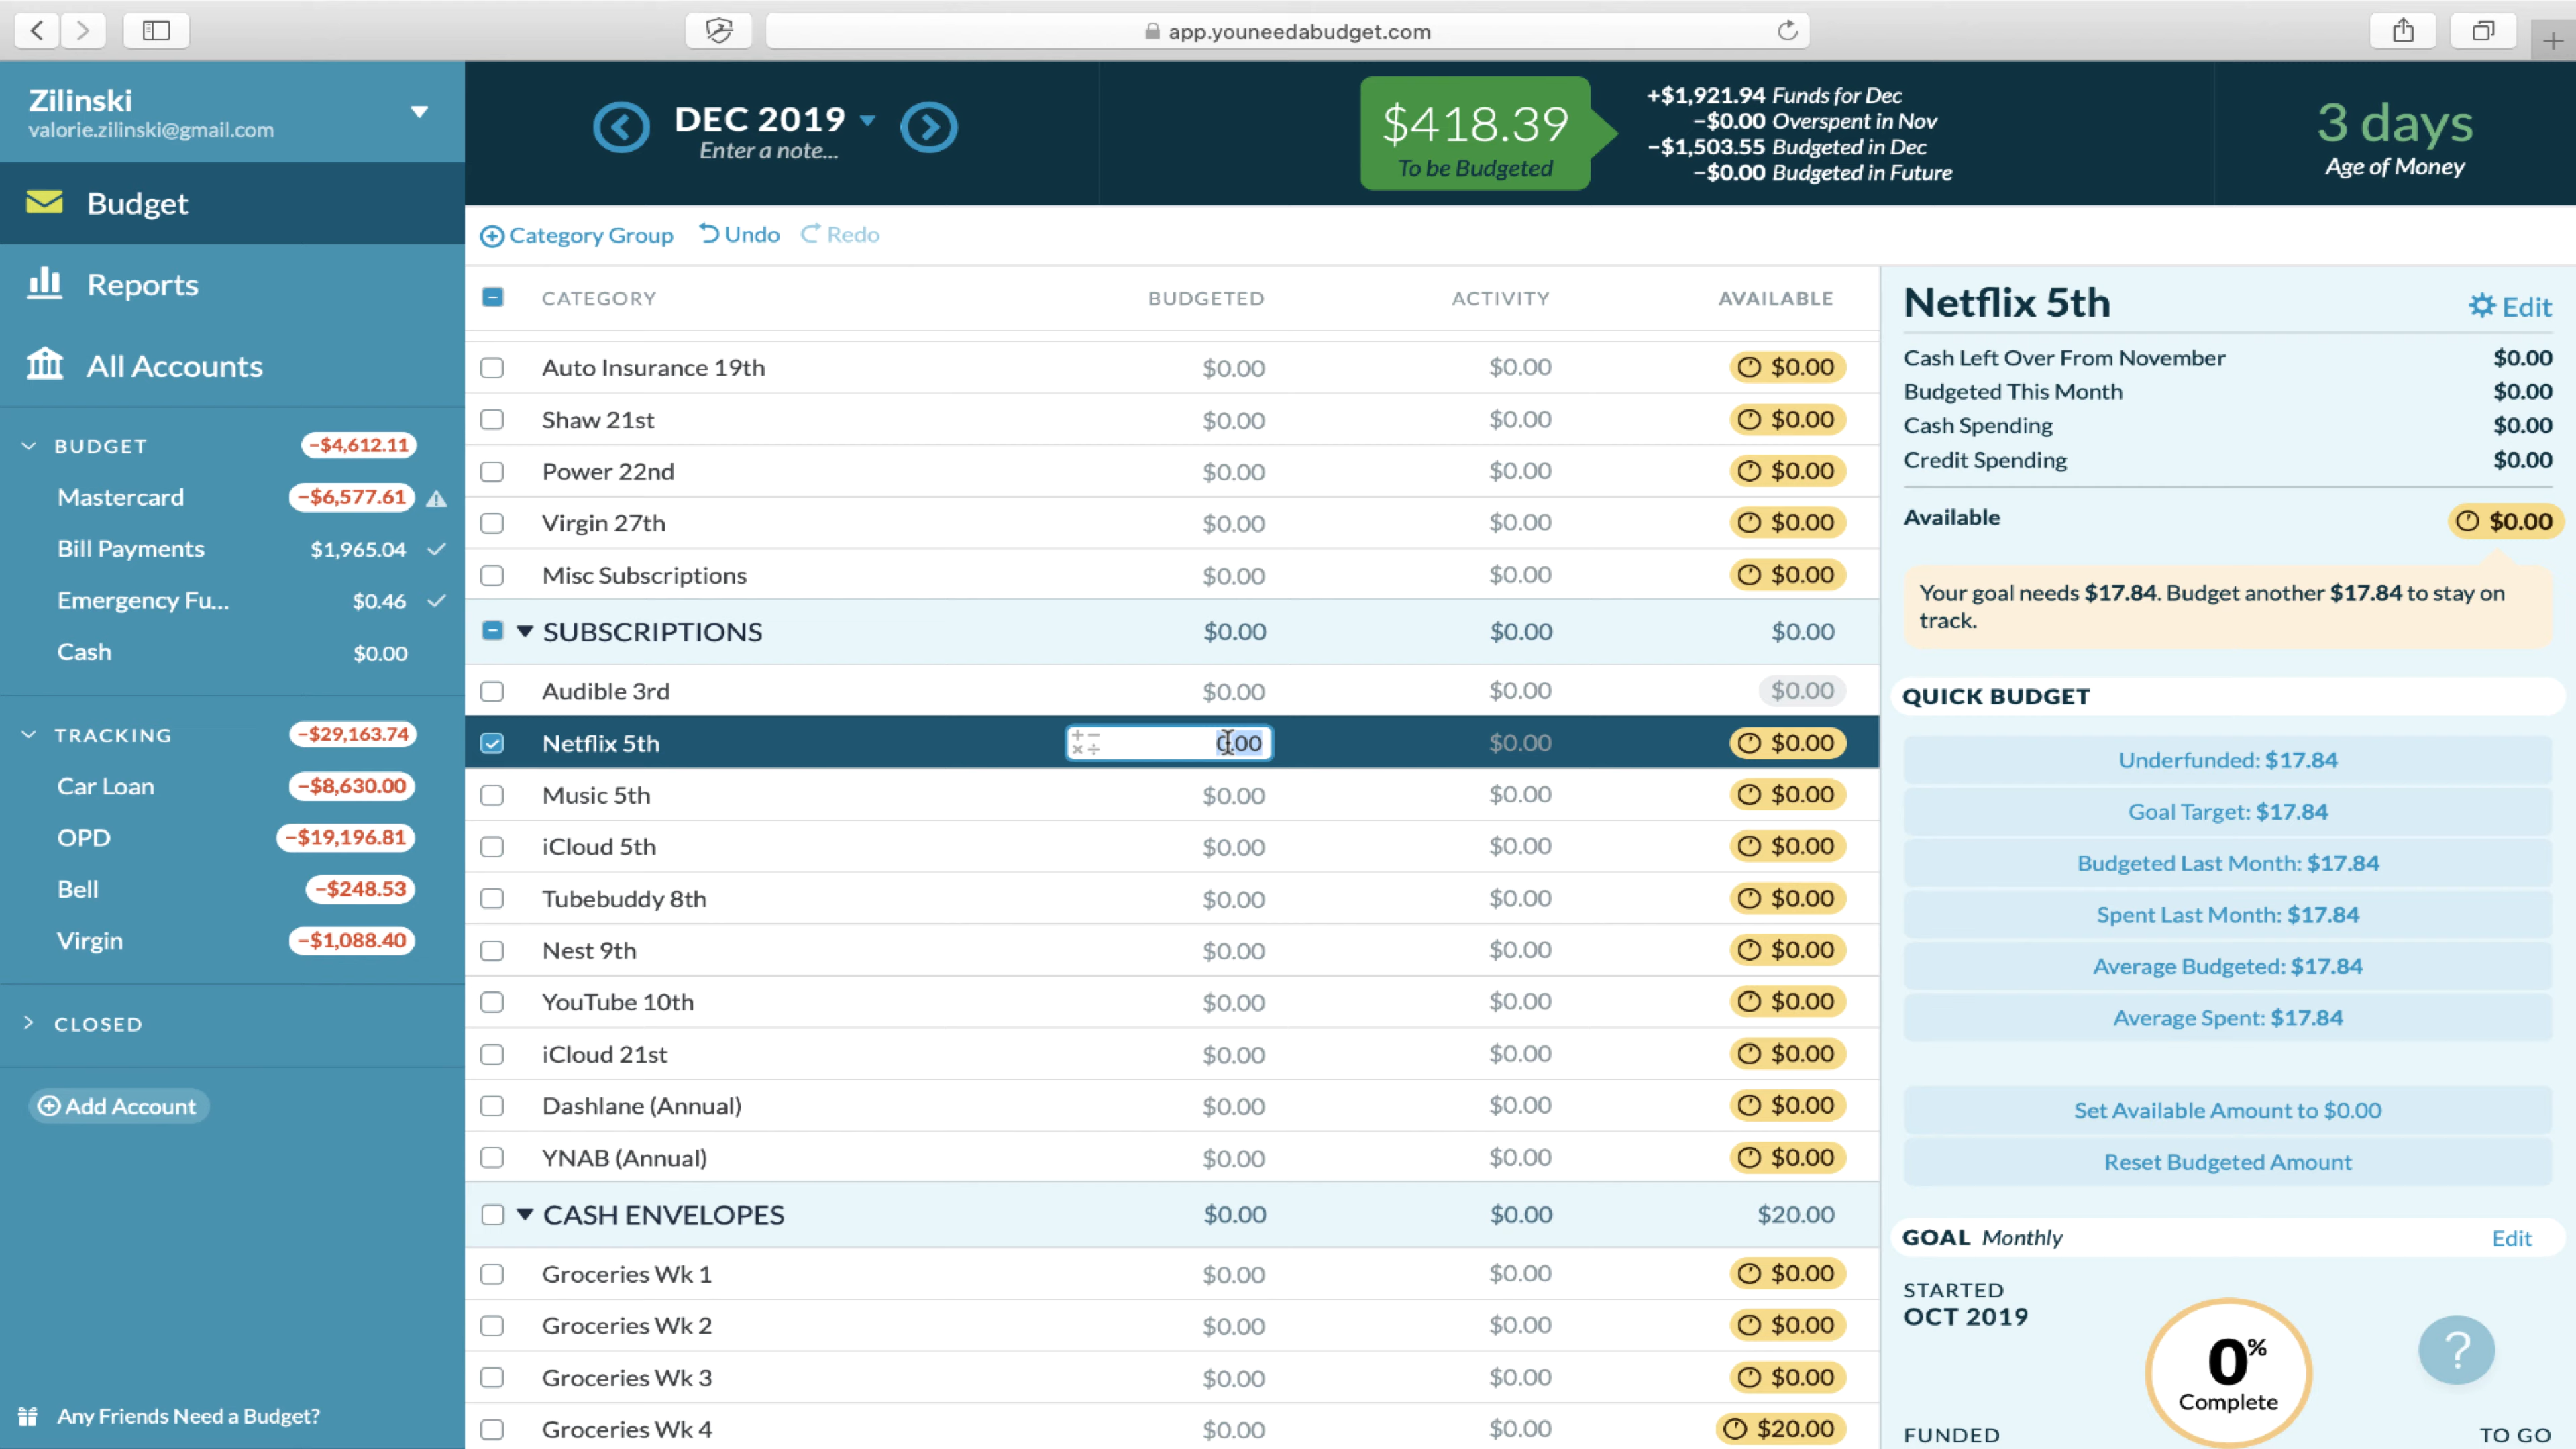 app.youneedabudget.com
Zilinski
valorie.zilinski@gmail.com
Budget
Reports
All Accounts
BUDGET −$4,612.11
Mastercard −$6,577.61
Bill Payments $1,965.04
Emergency Fu... $0.46
Cash $0.00
TRACKING −$29,163.74
Car Loan −$8,630.00
OPD −$19,196.81
Bell −$248.53
Virgin −$1,088.40
CLOSED
Add Account
Any Friends Need a Budget?
DEC 2019
Enter a note...
$418.39
To be Budgeted
+$1,921.94 Funds for Dec
−$0.00 Overspent in Nov
−$1,503.55 Budgeted in Dec
−$0.00 Budgeted in Future
3 days
Age of Money
Category Group Undo Redo
CATEGORY BUDGETED ACTIVITY AVAILABLE
Auto Insurance 19th $0.00 $0.00 $0.00
Shaw 21st $0.00 $0.00 $0.00
Power 22nd $0.00 $0.00 $0.00
Virgin 27th $0.00 $0.00 $0.00
Misc Subscriptions $0.00 $0.00 $0.00
SUBSCRIPTIONS $0.00 $0.00 $0.00
Audible 3rd $0.00 $0.00 $0.00
Netflix 5th 0.00 $0.00 $0.00
Music 5th $0.00 $0.00 $0.00
iCloud 5th $0.00 $0.00 $0.00
Tubebuddy 8th $0.00 $0.00 $0.00
Nest 9th $0.00 $0.00 $0.00
YouTube 10th $0.00 $0.00 $0.00
iCloud 21st $0.00 $0.00 $0.00
Dashlane (Annual) $0.00 $0.00 $0.00
YNAB (Annual) $0.00 $0.00 $0.00
CASH ENVELOPES $0.00 $0.00 $20.00
Groceries Wk 1 $0.00 $0.00 $0.00
Groceries Wk 2 $0.00 $0.00 $0.00
Groceries Wk 3 $0.00 $0.00 $0.00
Groceries Wk 4 $0.00 $0.00 $20.00
Netflix 5th Edit
Cash Left Over From November $0.00
Budgeted This Month $0.00
Cash Spending $0.00
Credit Spending $0.00
Available $0.00
Your goal needs $17.84. Budget another $17.84 to stay on
track.
QUICK BUDGET
Underfunded: $17.84
Goal Target: $17.84
Budgeted Last Month: $17.84
Spent Last Month: $17.84
Average Budgeted: $17.84
Average Spent: $17.84
Set Available Amount to $0.00
Reset Budgeted Amount
GOAL Monthly Edit
STARTED
OCT 2019
0%
Complete
?
FUNDED TO GO